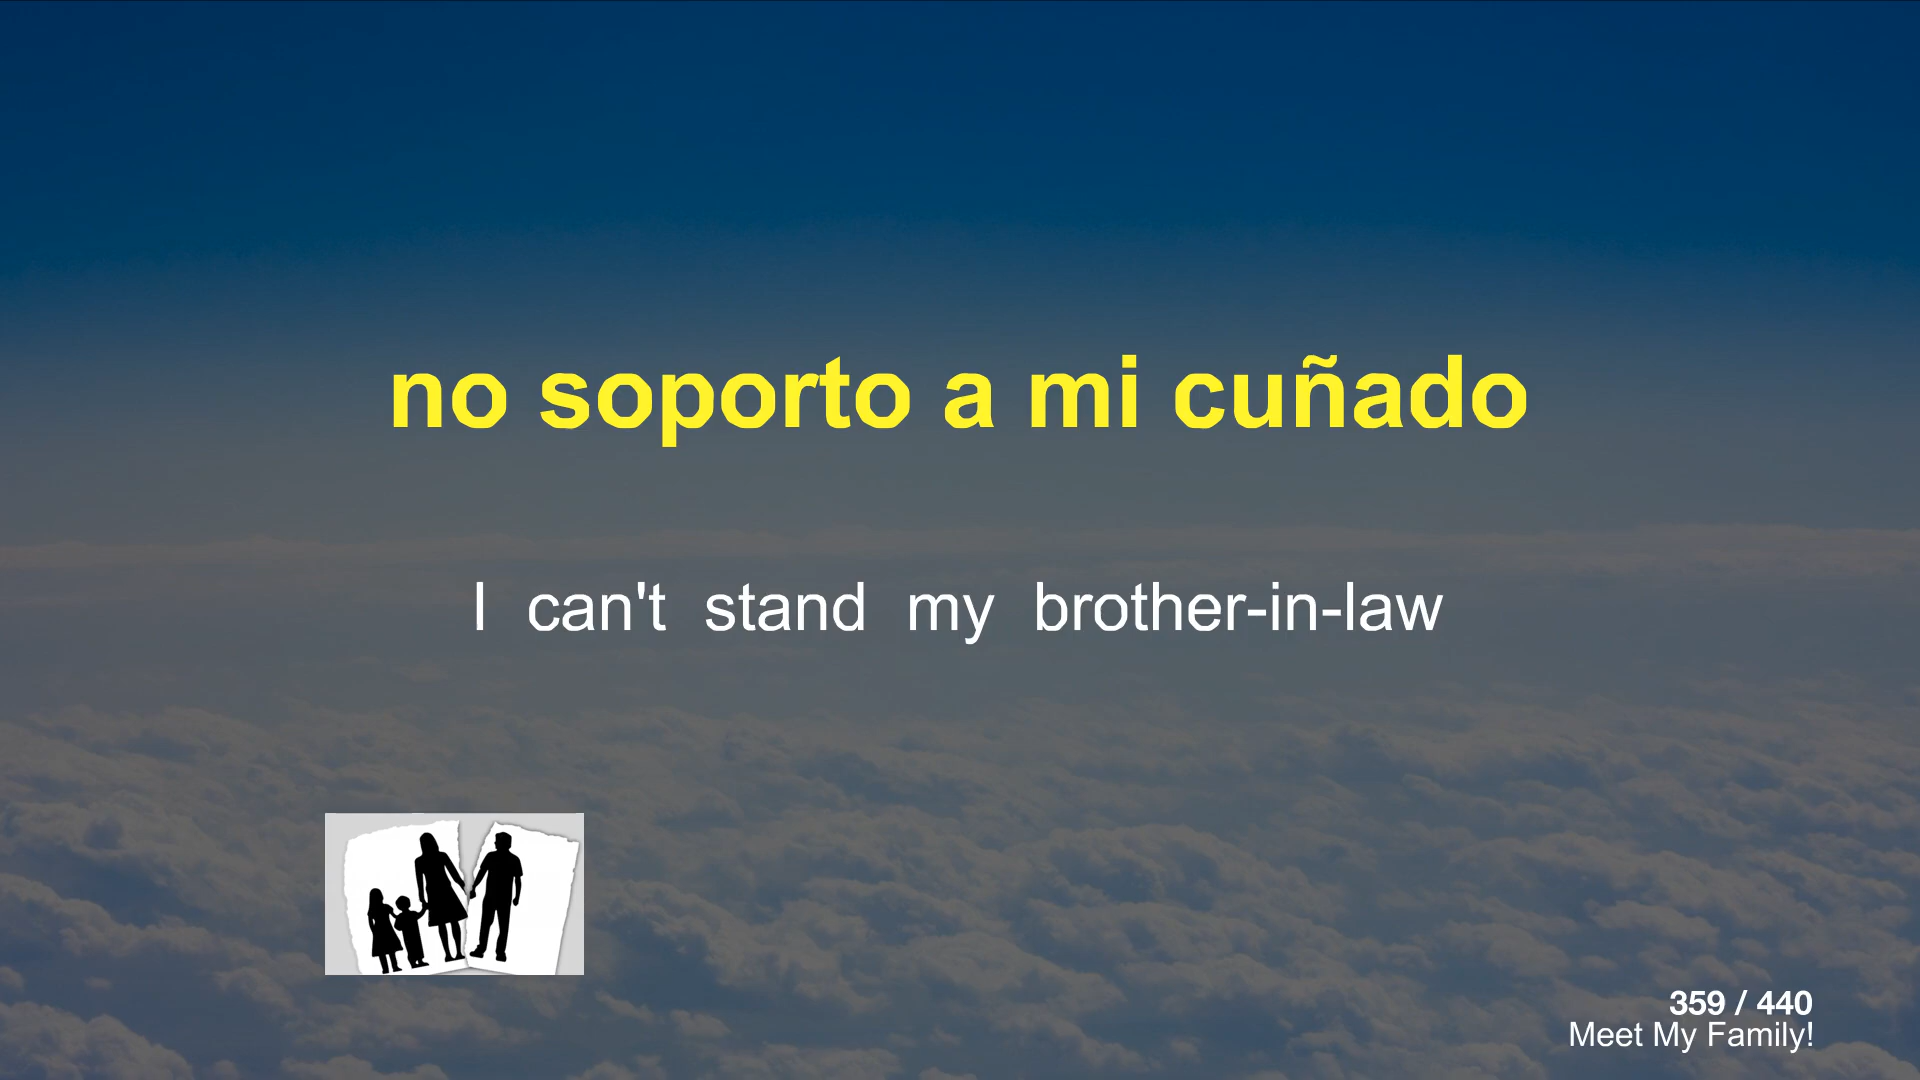 no soporto a mi cuñado
I can't stand my brother-in-law
359 / 440
Meet My Family!